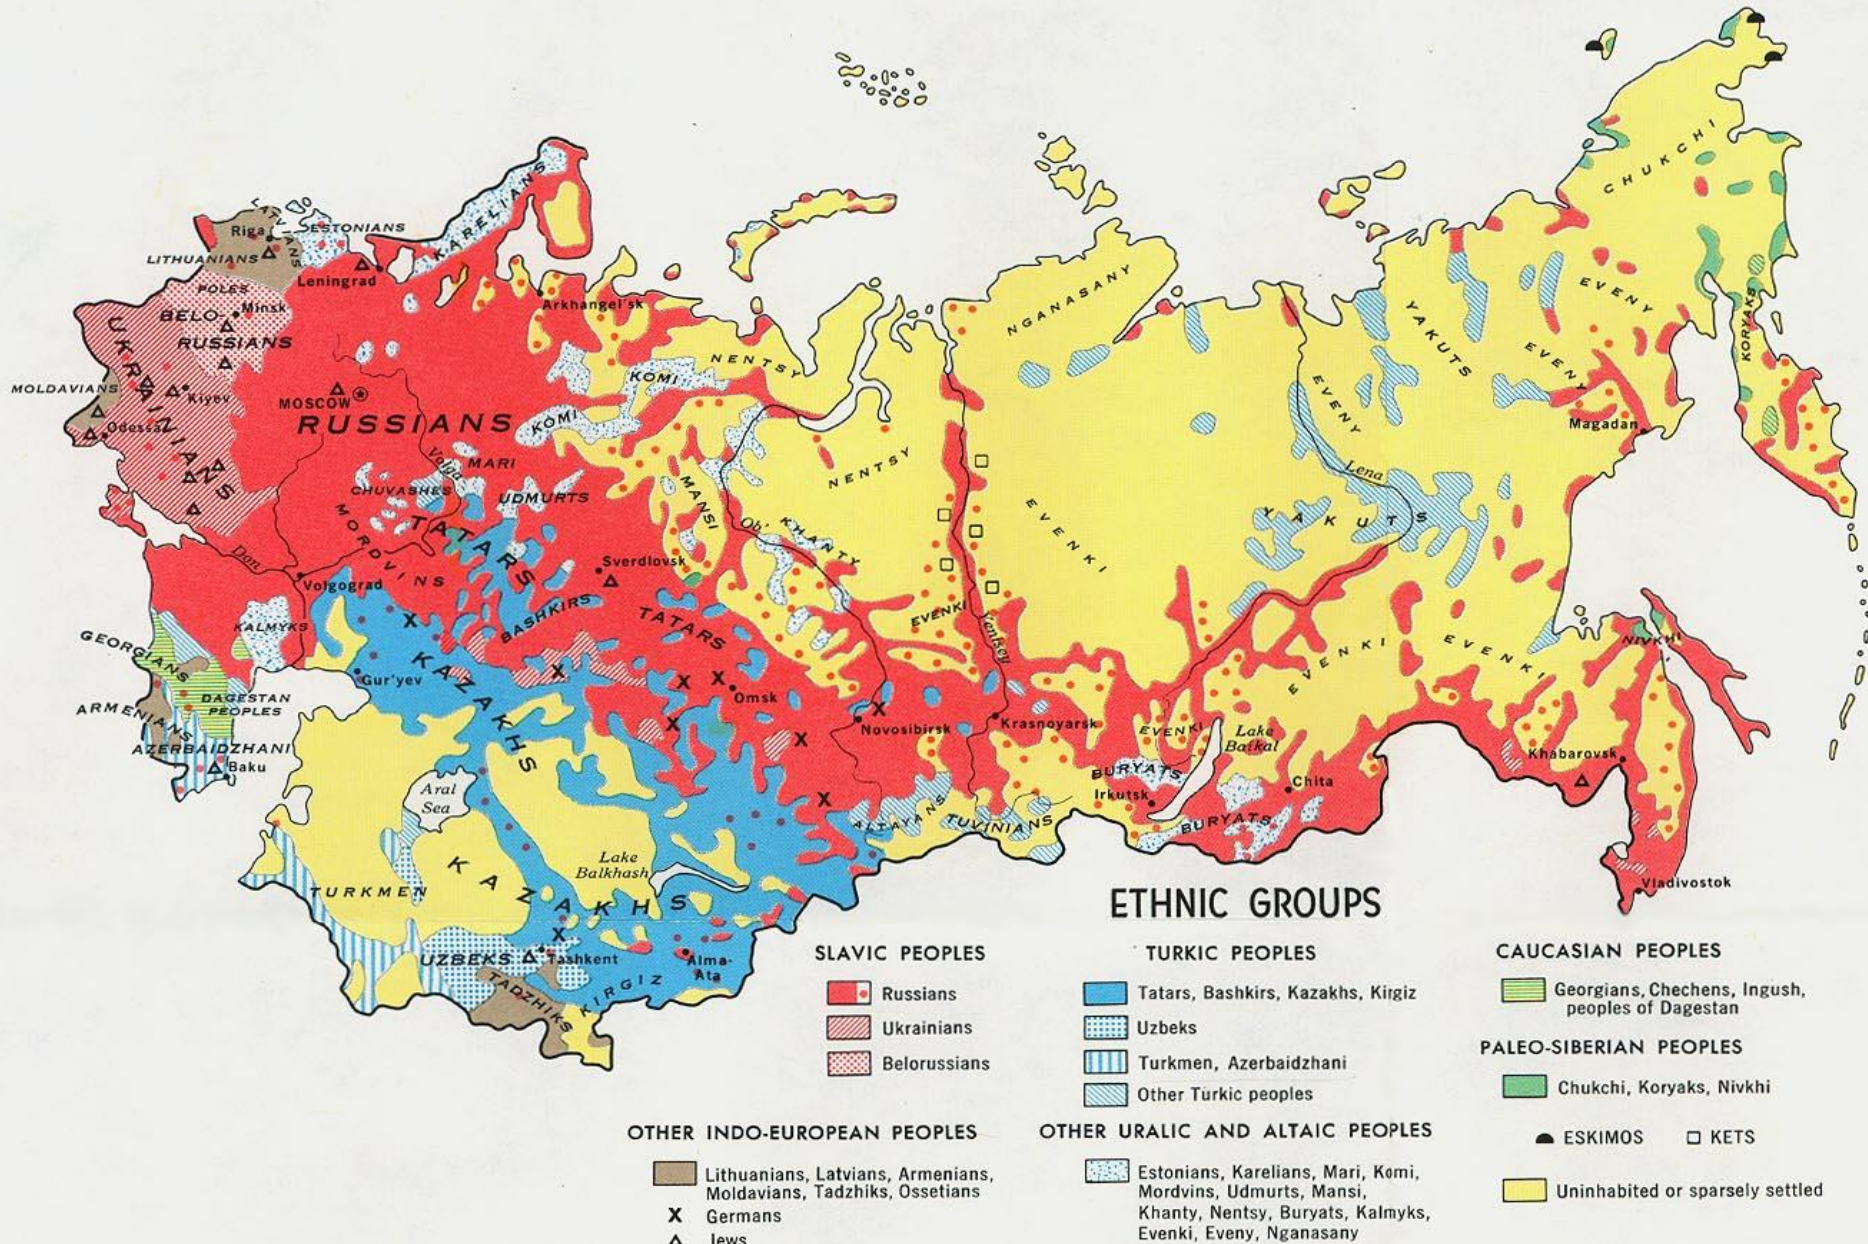 CHUKCHI
LATVIANS
Riga
ESTONIANS
KARELIANS
LITHUANIANS
Leningrad
POLES
Minsk
BELO-
RUSSIANS
UKRAINIANS
MOLDAVIANS
Kiyev
Odessa
MOSCOW
RUSSIANS
Arkhangel'sk
NENTSY
KOMI
KOMI
NGANASANY
YAKUTS
EVENY
EVENY
EVENY
KORYAKS
Magadan
Volga
MARI
CHUVASHES
UDMURTS
MORDVINS
TATARS
MANSI
NENTSY
Ob'
KHANTY
EVENKI
Lena
YAKUTS
Don
Volgograd
Sverdlovsk
BASHKIRS
TATARS
EVENKI
Yenisey
EVENKI
EVENKI
NIVKHI
KALMYKS
GEORGIANS
DAGESTAN
PEOPLES
ARMENIANS
AZERBAIDZHANI
Baku
Gur'yev
KAZAKHS
Omsk
Novosibirsk
Krasnoyarsk
EVENKI
Lake
Baikal
BURYATS
Irkutsk
Chita
BURYATS
Khabarovsk
Vladivostok
Aral
Sea
ALTAYANS
TUVINIANS
Lake
Balkhash
KAZAKHS
TURKMEN
UZBEKS
Tashkent
Alma-
Ata
TADZHIKS
KIRGIZ
ETHNIC GROUPS
SLAVIC PEOPLES
Russians
Ukrainians
Belorussians
TURKIC PEOPLES
Tatars, Bashkirs, Kazakhs, Kirgiz
Uzbeks
Turkmen, Azerbaidzhani
Other Turkic peoples
CAUCASIAN PEOPLES
Georgians, Chechens, Ingush,
peoples of Dagestan
PALEO-SIBERIAN PEOPLES
Chukchi, Koryaks, Nivkhi
ESKIMOS
KETS
Uninhabited or sparsely settled
OTHER INDO-EUROPEAN PEOPLES
Lithuanians, Latvians, Armenians,
Moldavians, Tadzhiks, Ossetians
X Germans
Jews
OTHER URALIC AND ALTAIC PEOPLES
Estonians, Karelians, Mari, Komi,
Mordvins, Udmurts, Mansi,
Khanty, Nentsy, Buryats, Kalmyks,
Evenki, Eveny, Nganasany